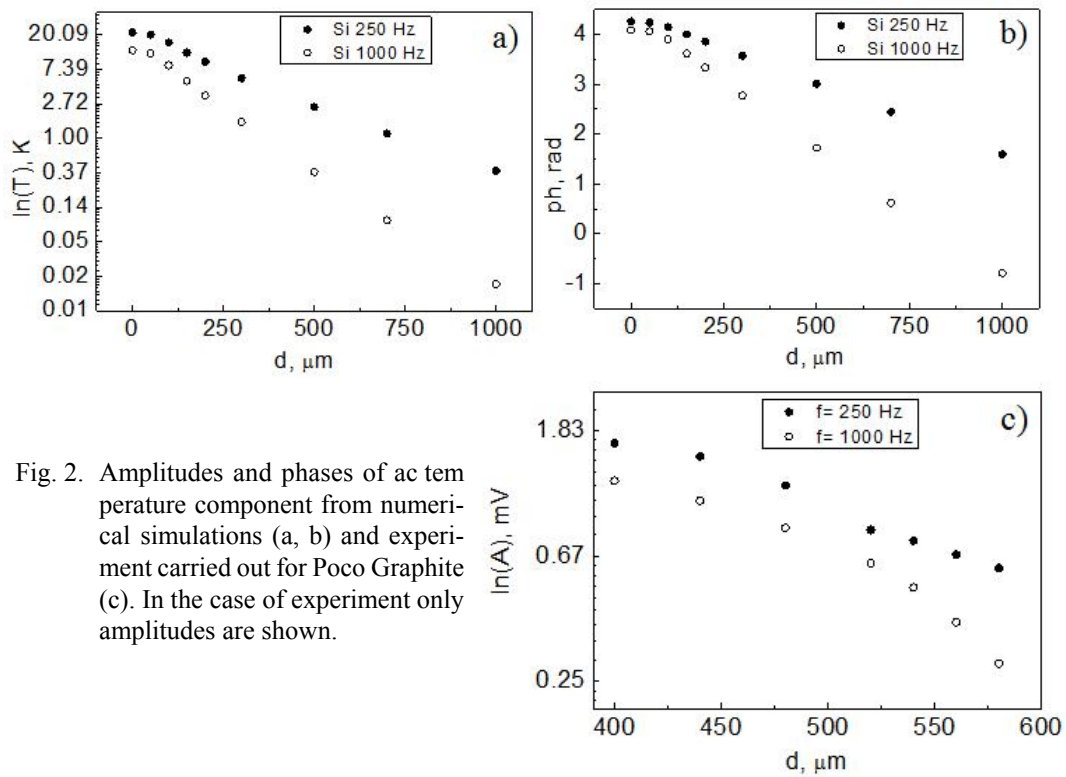 Si 250 Hz
Si 1000 Hz
a)
20.09
7.39
2.72
1.00
0.37
0.14
0.05
0.02
0.01
ln(T), K
0
250
500
750
1000
d, μm
Si 250 Hz
Si 1000 Hz
b)
4
3
2
1
0
-1
ph, rad
0
250
500
750
1000
d, μm
Fig. 2. Amplitudes and phases of ac tem
perature component from numeri-
cal simulations (a, b) and experi-
ment carried out for Poco Graphite
(c). In the case of experiment only
amplitudes are shown.
f= 250 Hz
f= 1000 Hz
c)
1.83
0.67
0.25
ln(A), mV
400
450
500
550
600
d, μm